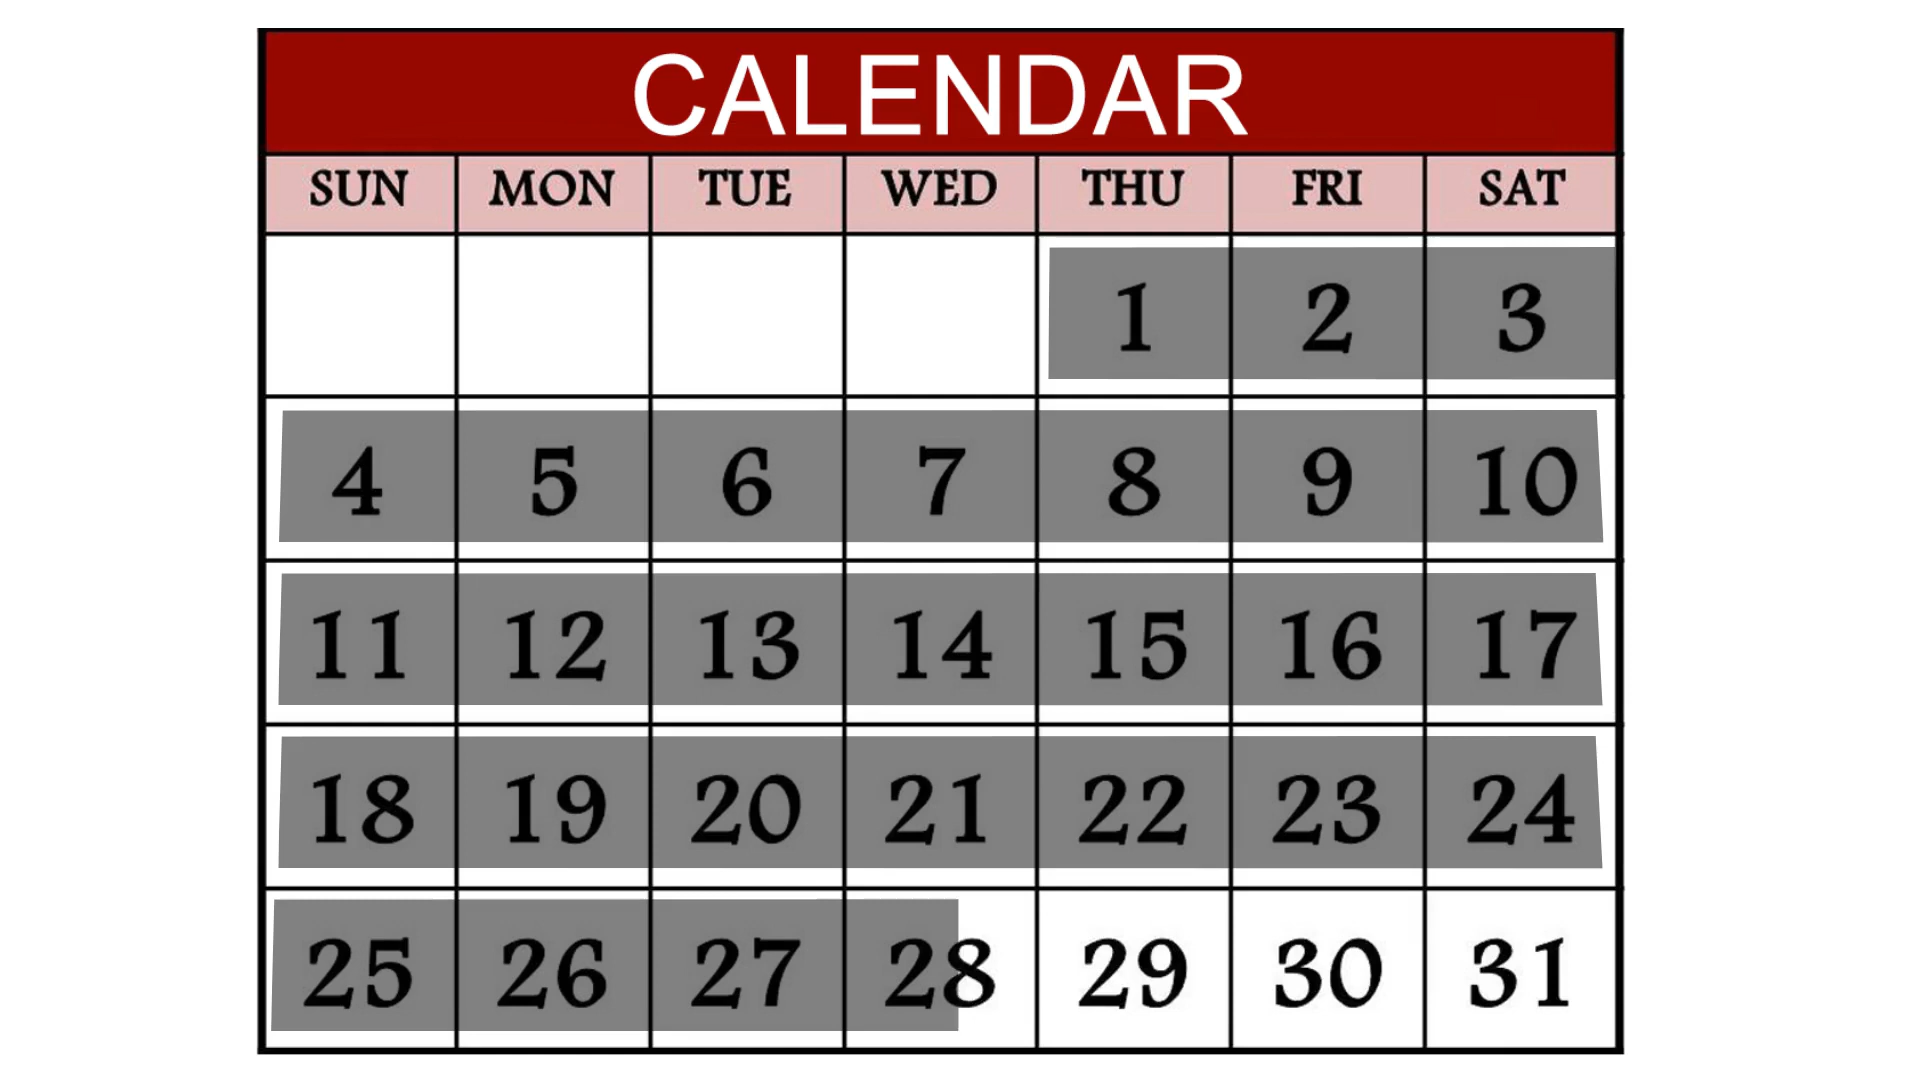 CALENDAR
SUN MON TUE WED THU FRI SAT
1 2 3
4 5 6 7 8 9 10
11 12 13 14 15 16 17
18 19 20 21 22 23 24
25 26 27 28 29 30 31